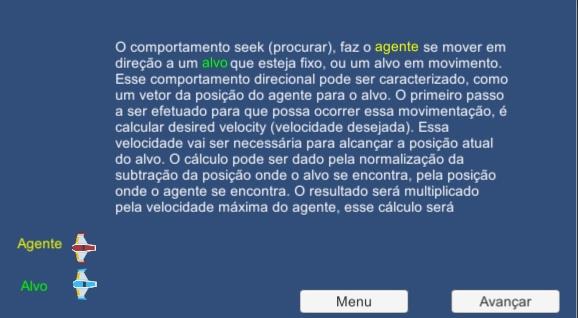 O comportamento seek (procurar), faz o agente se mover em
direção a um alvo que esteja fixo, ou um alvo em movimento.
Esse comportamento direcional pode ser caracterizado, como
um vetor da posição do agente para o alvo. O primeiro passo
a ser efetuado para que possa ocorrer essa movimentação, é
calcular desired velocity (velocidade desejada). Essa
velocidade vai ser necessária para alcançar a posição atual
do alvo. O cálculo pode ser dado pela normalização da
subtração da posição onde o alvo se encontra, pela posição
onde o agente se encontra. O resultado será multiplicado
pela velocidade máxima do agente, esse cálculo será
Agente
Alvo
Menu
Avançar